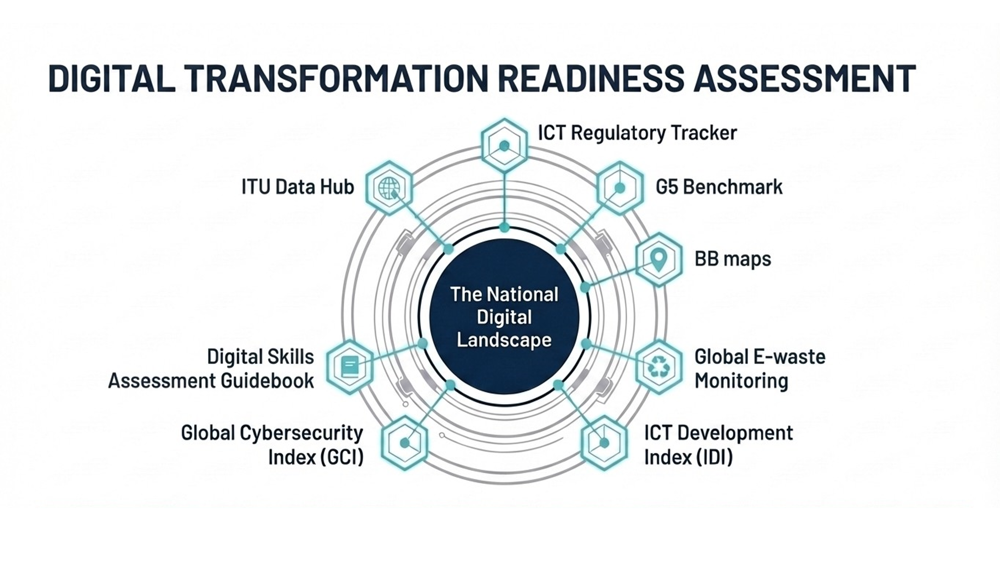 DIGITAL TRANSFORMATION READINESS ASSESSMENT
ICT Regulatory Tracker
ITU Data Hub
G5 Benchmark
BB maps
The National
Digital
Landscape
Digital Skills
Assessment Guidebook
Global E-waste
Monitoring
Global Cybersecurity
Index (GCI)
ICT Development
Index (IDI)